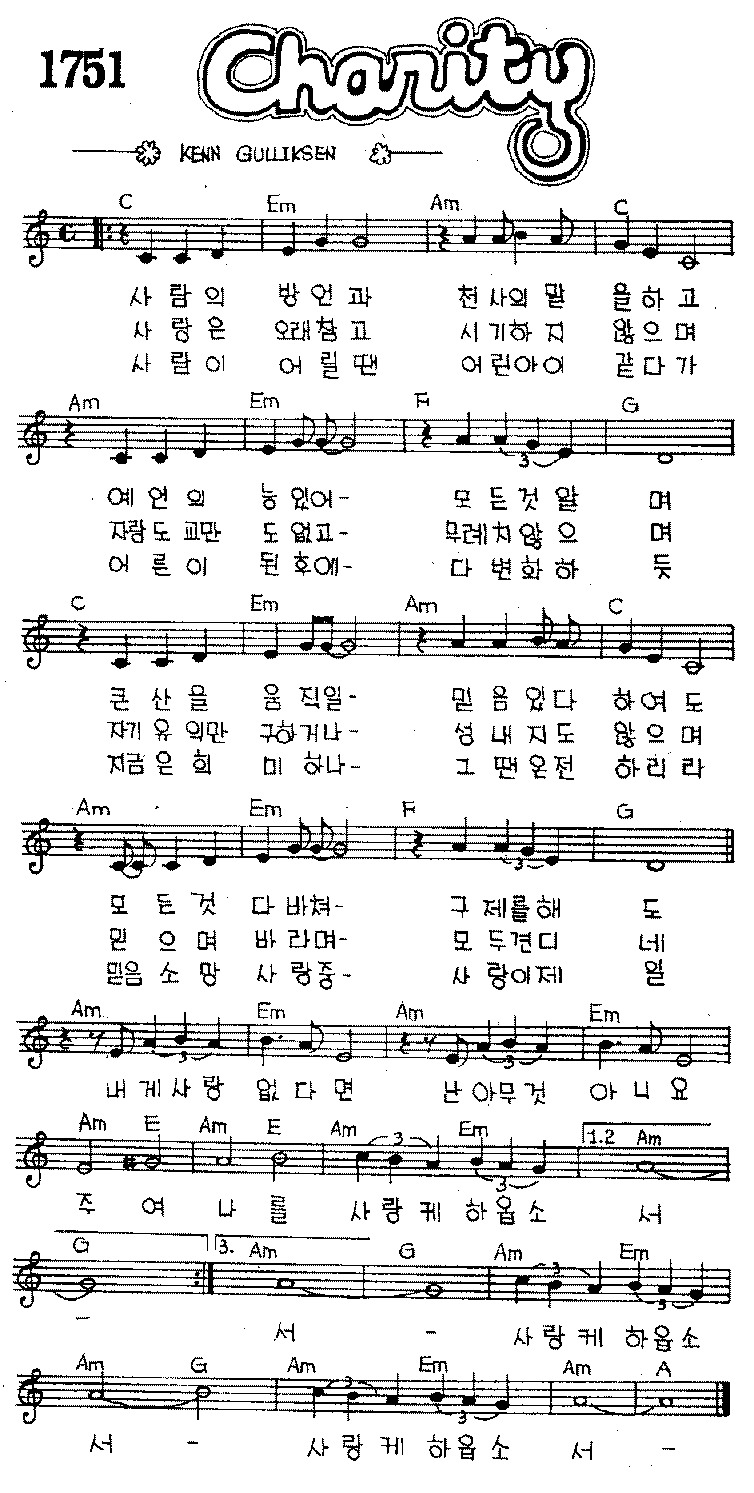 1751 Charity
KENN GULLIKSEN
C Em Am C
사 람 의 방 언 과 천 사의 말 을하 고
사 랑 은 오래 참 고 시 기하 지 않으 며
사 람 이 어 릴 땐 어 린아 이 같 다 가
Am Em F G
예 언 의 능 있어- 모 든 것 알 며
자랑 도 교만 도 없고- 무례 치 않 으 며
어 른 이 된 후에- 다 변화 하 듯
C Em Am C
큰 산 을 움 직일- 믿 음 있 다 하 여 도
자기 유 익만 구하 거나- 성 내 지 도 않으 며
지금 은 희 미 하나- 그 땐 온 전 하 리 라
Am Em F G
모 든 것 다 바쳐- 구 제를 해 도
믿 으 며 바 라며- 모 두 견 디 네
믿음 소 망 사 랑중- 사 랑이 제 일
Am Em Am Em
내 게 사 랑 없 다 면 난 아무 것 아 니 요
3 3
Am E Am E Am 3 Em 1.2 Am
3
주 여 나 를 사 랑 케 하 옵 소 서
G 3. Am G Am 3 Em
3
- 서 - 사 랑 케 하 옵 소
Am G Am 3 Em Am A
3
서 - 사 랑 케 하 옵 소 서 -